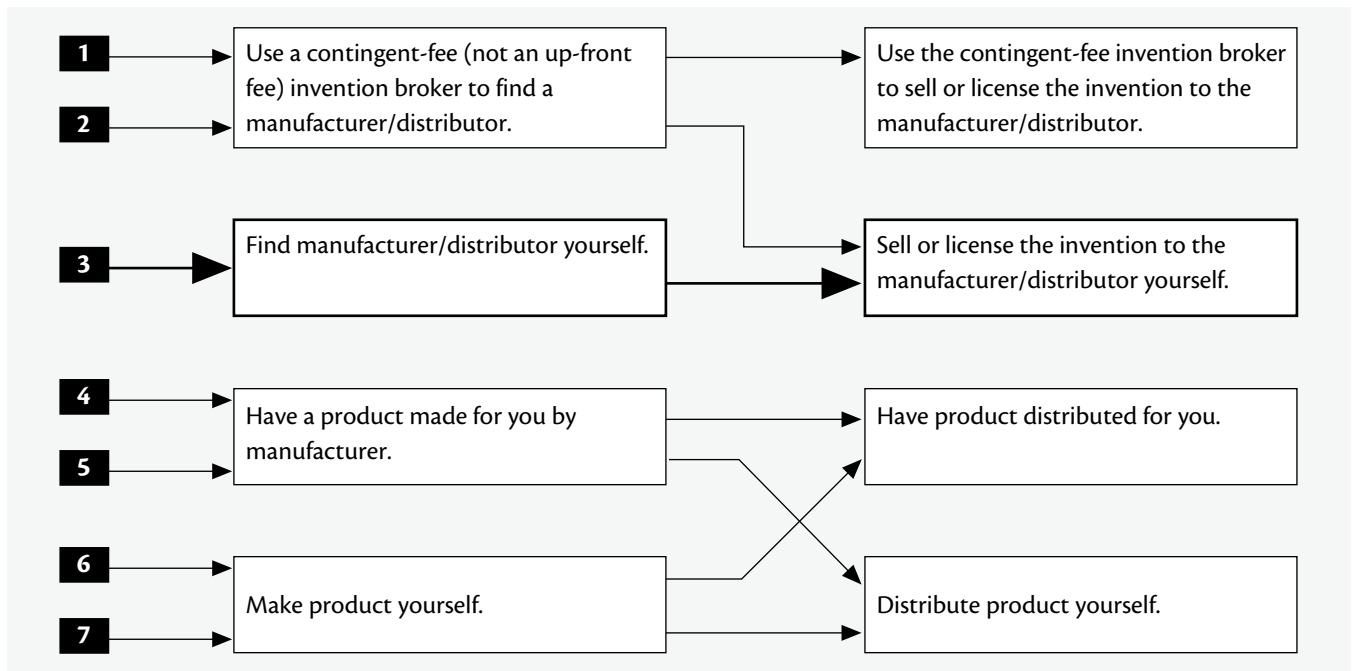 1
2
Use a contingent-fee (not an up-front
fee) invention broker to find a
manufacturer/distributor.
Use the contingent-fee invention broker
to sell or license the invention to the
manufacturer/distributor.
3
Find manufacturer/distributor yourself.
Sell or license the invention to the
manufacturer/distributor yourself.
4
5
Have a product made for you by
manufacturer.
Have product distributed for you.
6
7
Make product yourself.
Distribute product yourself.